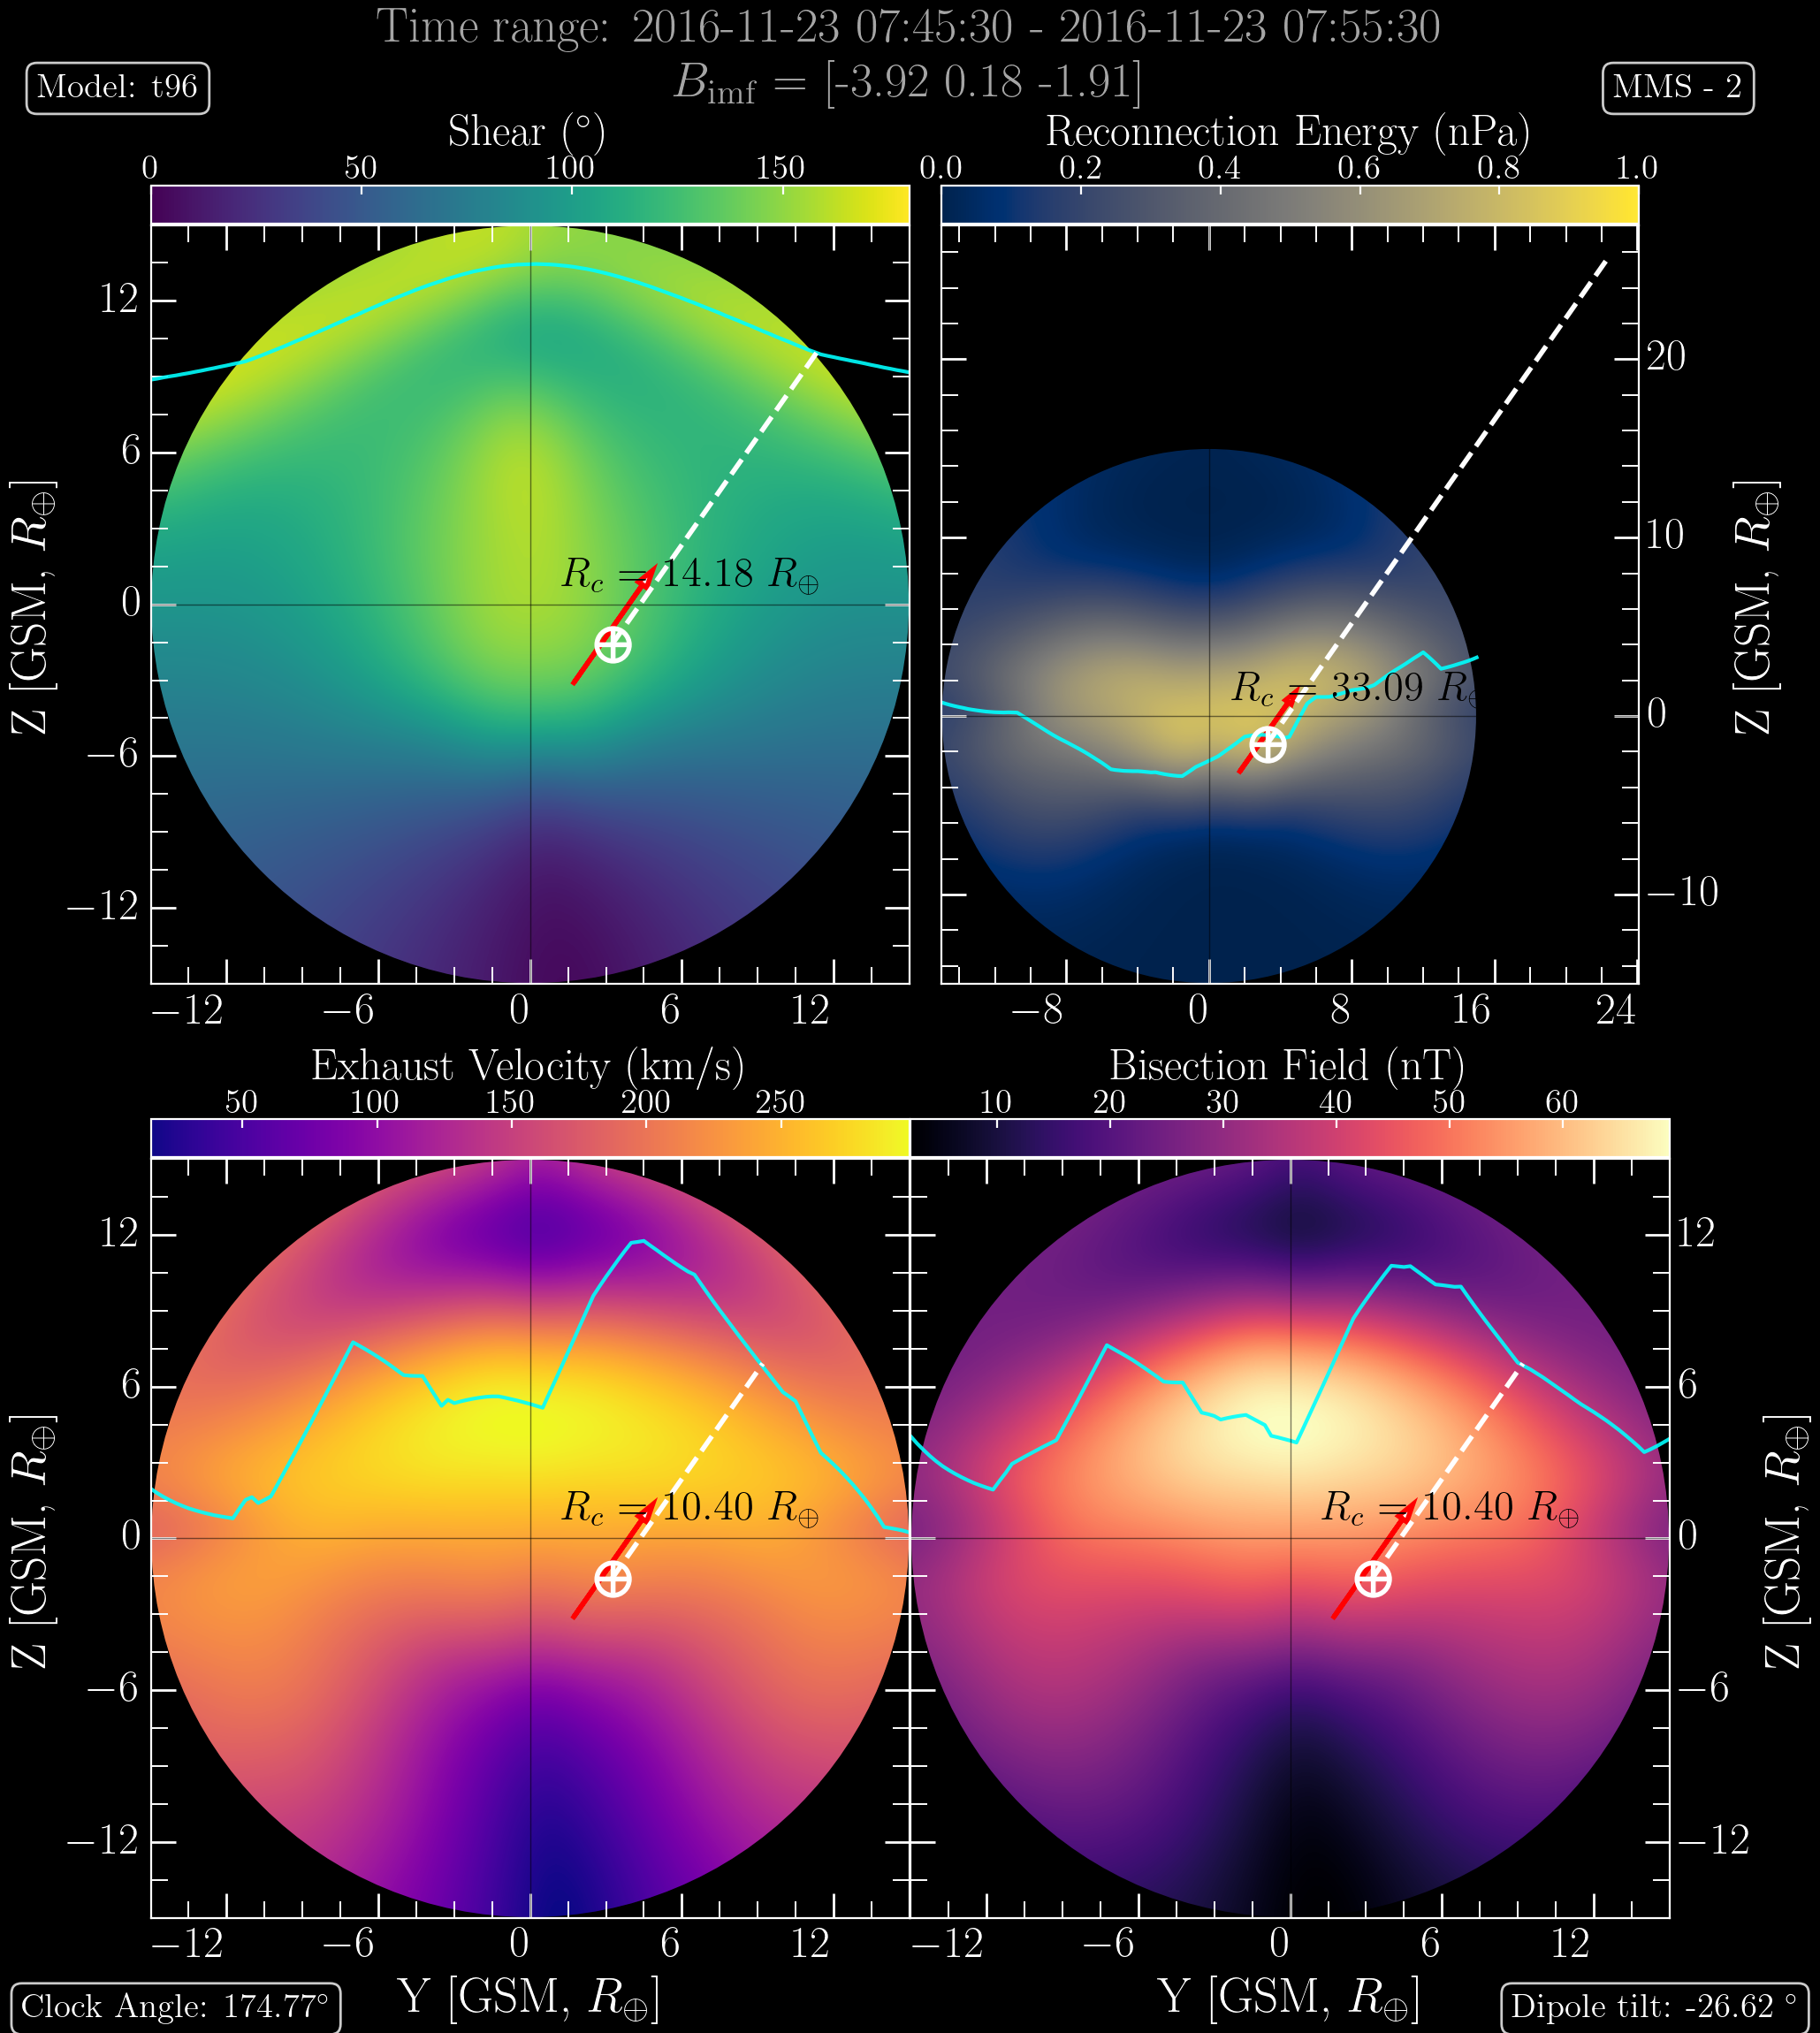 Time range: 2016-11-23 07:45:30 - 2016-11-23 07:55:30
Model: t96
B_imf = [-3.92 0.18 -1.91]
MMS - 2
Shear (°)
0 50 100 150
Reconnection Energy (nPa)
0.0 0.2 0.4 0.6 0.8 1.0
Z [GSM, R⊕]
12
6
0
−6
−12
R_c = 14.18 R⊕
−12 −6 0 6 12
R_c = 33.09 R⊕
20
10
0
−10
Z [GSM, R⊕]
−8 0 8 16 24
Exhaust Velocity (km/s)
50 100 150 200 250
Bisection Field (nT)
10 20 30 40 50 60
Z [GSM, R⊕]
12
6
0
−6
−12
R_c = 10.40 R⊕
−12 −6 0 6 12
Y [GSM, R⊕]
R_c = 10.40 R⊕
12
6
0
−6
−12
Z [GSM, R⊕]
−12 −6 0 6 12
Y [GSM, R⊕]
Clock Angle: 174.77°
Dipole tilt: -26.62 °